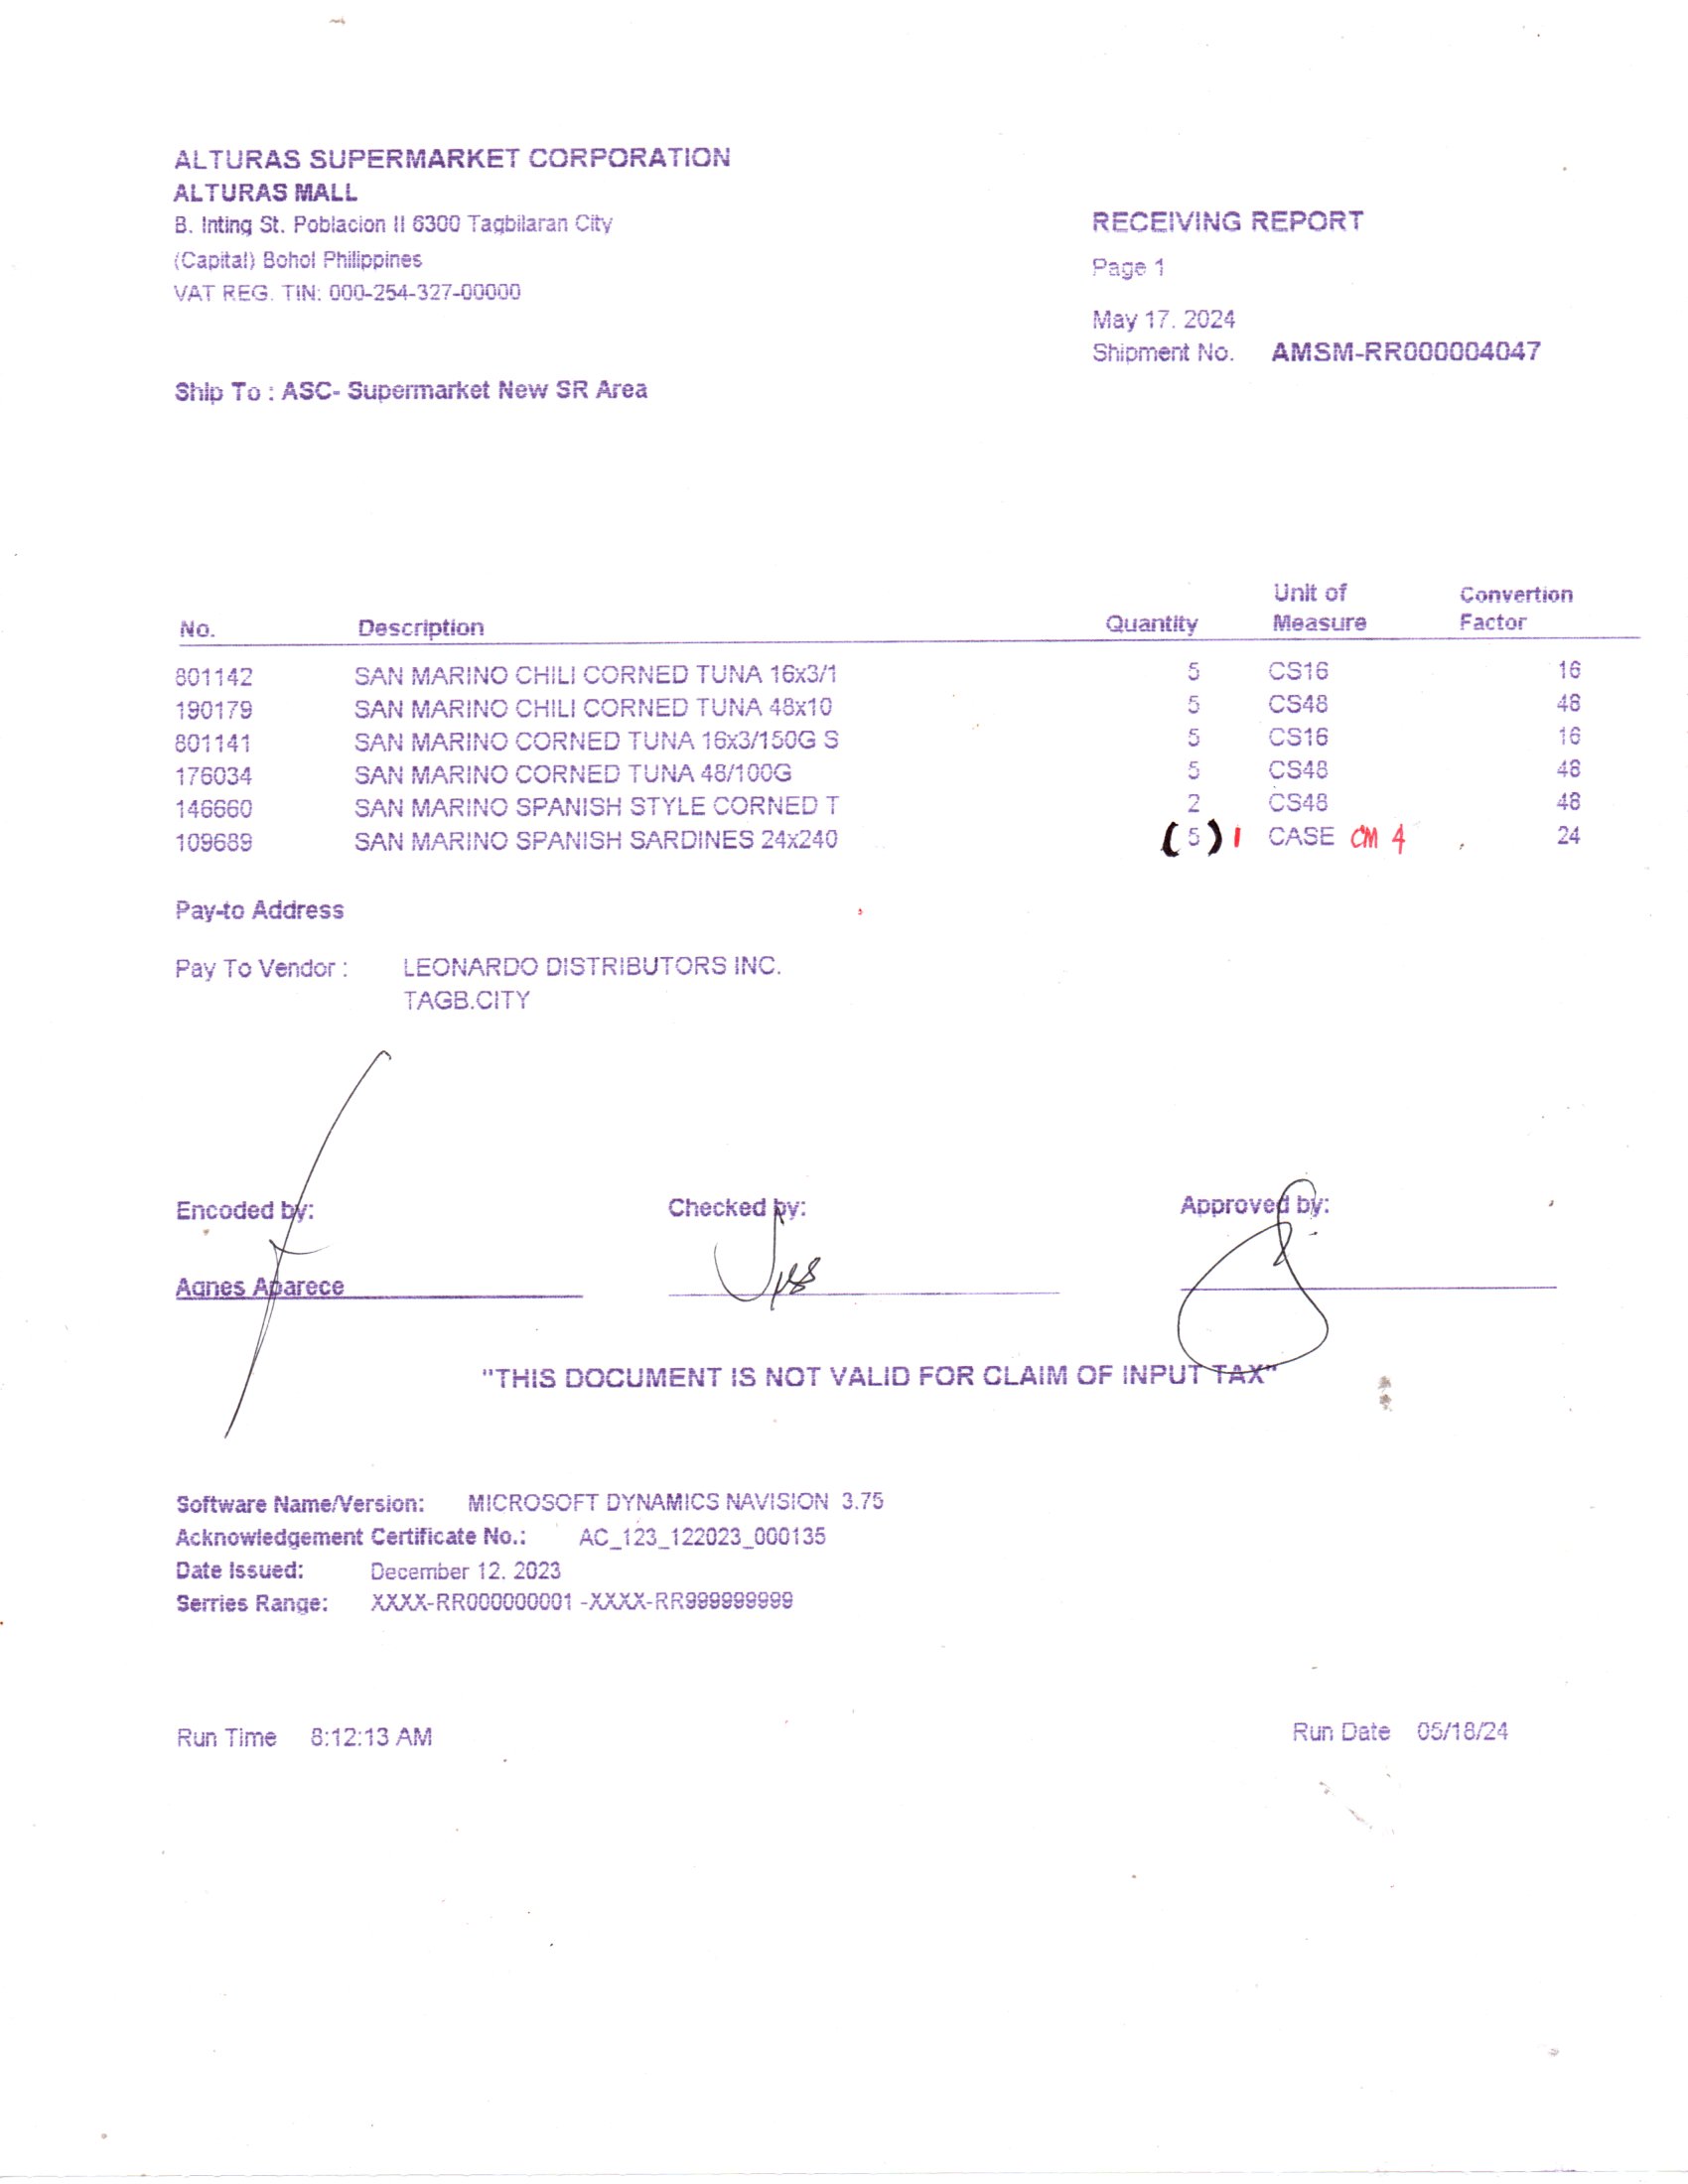 ALTURAS SUPERMARKET CORPORATION
ALTURAS MALL
B. Inting St. Poblacion II 6300 Tagbilaran City
(Capital) Bohol Philippines
VAT REG. TIN: 000-254-327-00000
RECEIVING REPORT
Page 1
May 17. 2024
Shipment No. AMSM-RR000004047
Ship To : ASC- Supermarket New SR Area
No. Description Quantity Unit of Measure Convertion Factor
801142 SAN MARINO CHILI CORNED TUNA 16x3/1 5 CS16 16
190179 SAN MARINO CHILI CORNED TUNA 48x10 5 CS48 48
801141 SAN MARINO CORNED TUNA 16x3/150G S 5 CS16 16
176034 SAN MARINO CORNED TUNA 48/100G 5 CS48 48
146660 SAN MARINO SPANISH STYLE CORNED T 2 CS48 48
109689 SAN MARINO SPANISH SARDINES 24x240 (5) 1 CASE CM 4 24
Pay-to Address
Pay To Vendor : LEONARDO DISTRIBUTORS INC.
TAGB.CITY
Encoded by: Checked by: Approved by:
Agnes Aparece
"THIS DOCUMENT IS NOT VALID FOR CLAIM OF INPUT TAX"
Software Name/Version: MICROSOFT DYNAMICS NAVISION 3.75
Acknowledgement Certificate No.: AC_123_122023_000135
Date Issued: December 12. 2023
Serries Range: XXXX-RR000000001 -XXXX-RR999999999
Run Time 8:12:13 AM Run Date 05/18/24